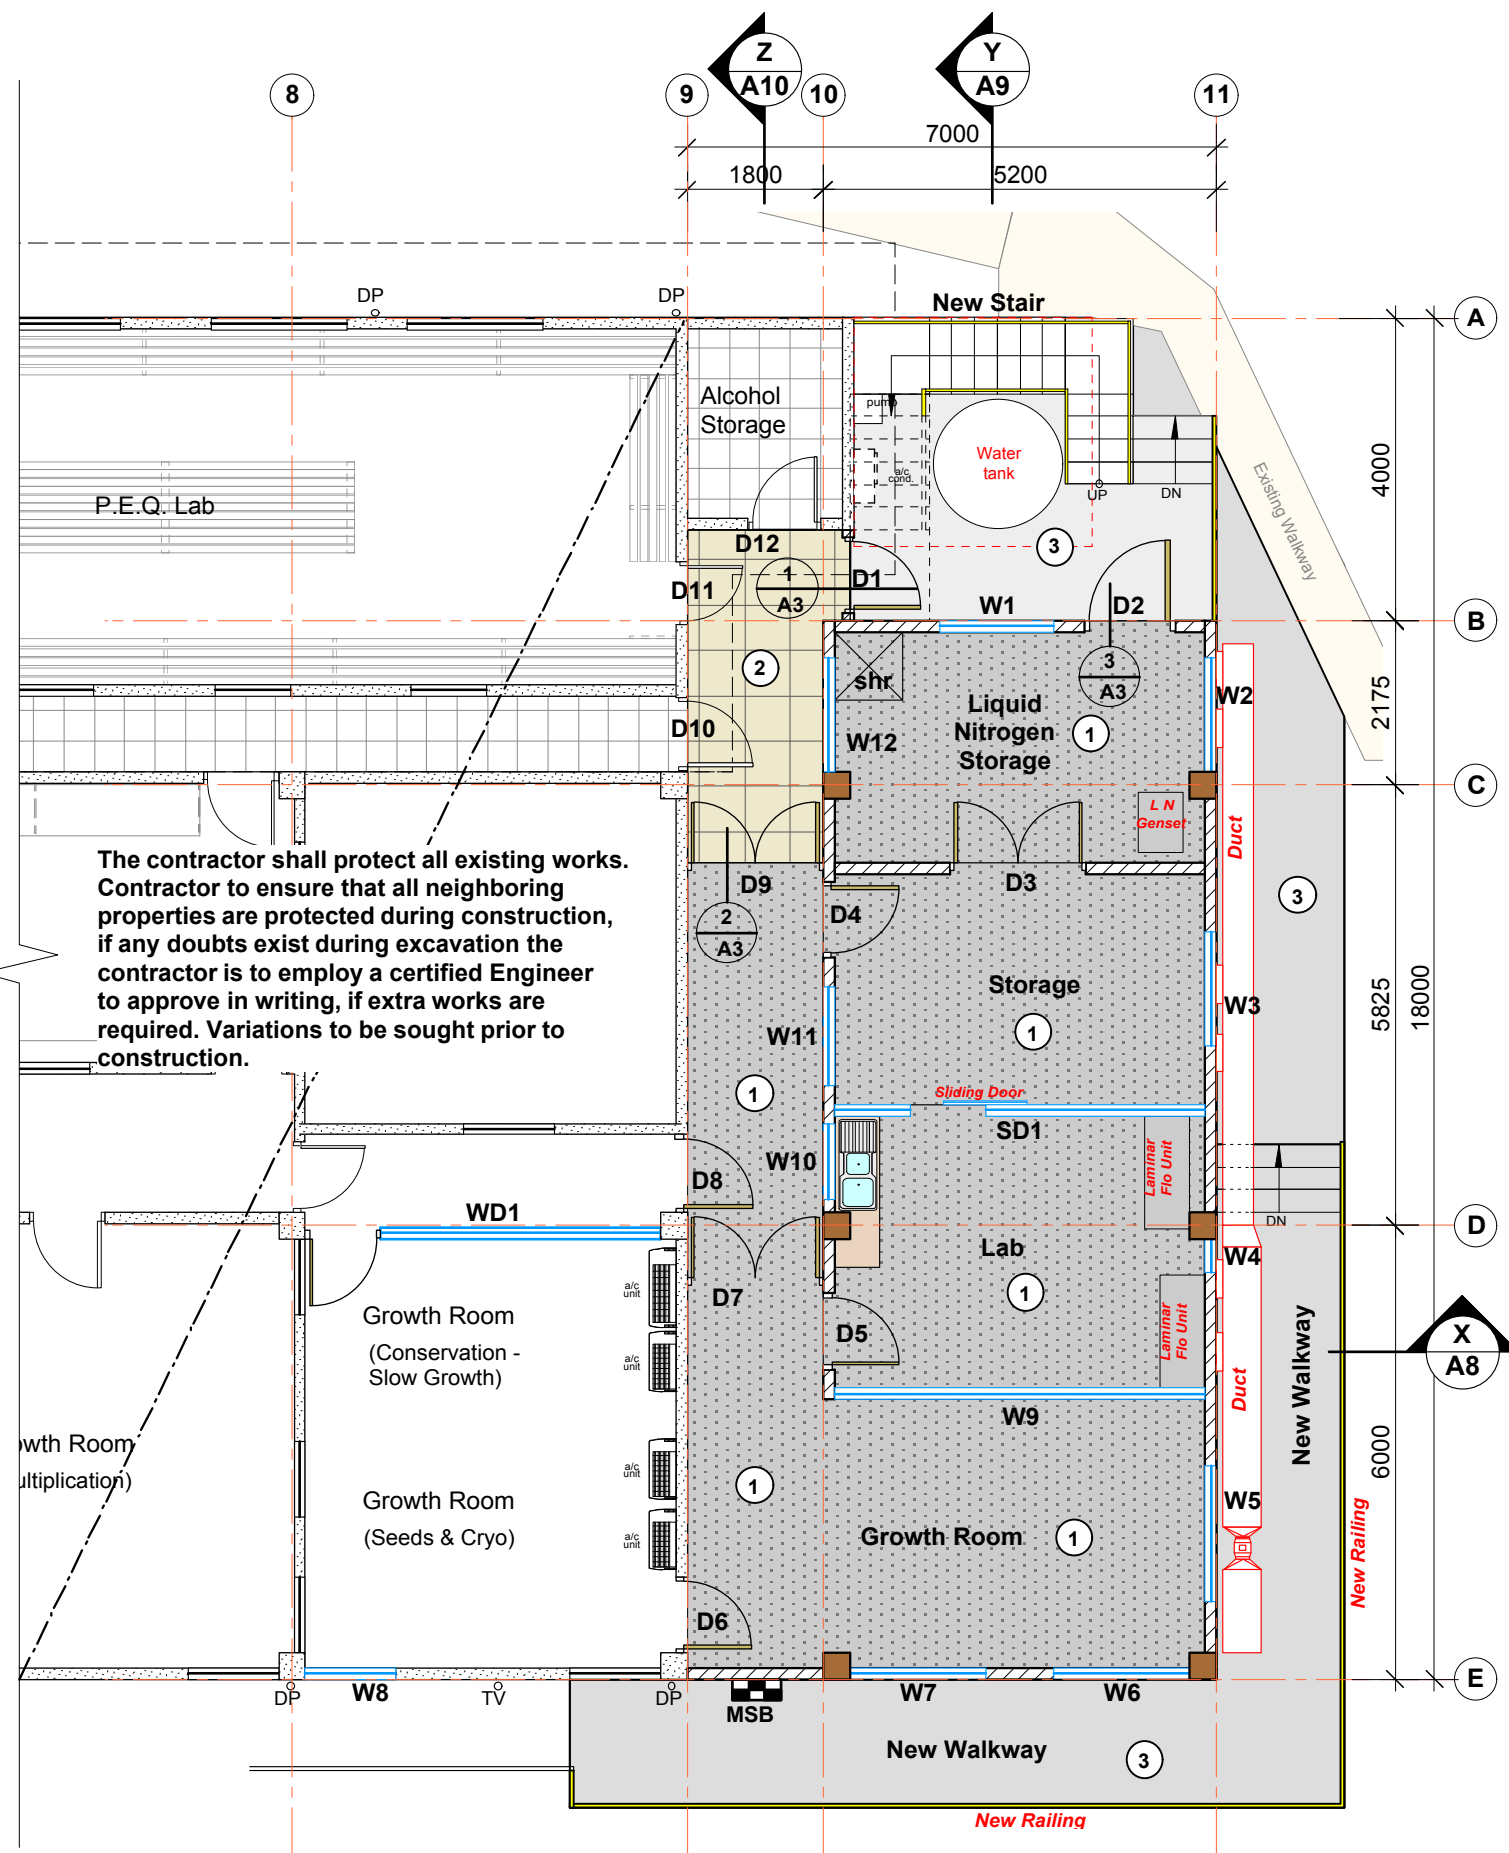 Z
A10
Y
A9
8
9
10
11
7000
1800
5200
DP
DP
New Stair
A
Alcohol
Storage
pump
Water
tank
a/c
cond.
UP
DN
4000
Existing Walkway
P.E.Q. Lab
D12
3
D11
1
A3
D1
W1
D2
B
2
shr
3
A3
W2
2175
Liquid
Nitrogen
Storage
1
D10
W12
C
L N
Genset
Duct
The contractor shall protect all existing works.
Contractor to ensure that all neighboring
properties are protected during construction,
if any doubts exist during excavation the
contractor is to employ a certified Engineer
to approve in writing, if extra works are
required. Variations to be sought prior to
construction.
D9
D3
2
A3
D4
3
Storage
1
W3
5825
18000
W11
1
Sliding Door
SD1
W10
D8
Laminar
Flo Unit
WD1
DN
D
Lab
W4
1
a/c
unit
D7
D5
Laminar
Flo Unit
Growth Room
(Conservation -
Slow Growth)
a/c
unit
X
A8
Duct
New Walkway
W9
owth Room
ultiplication)
a/c
unit
1
6000
Growth Room
(Seeds & Cryo)
W5
a/c
unit
Growth Room
1
New Railing
D6
E
DP
W8
TV
DP
MSB
W7
W6
New Walkway
3
New Railing